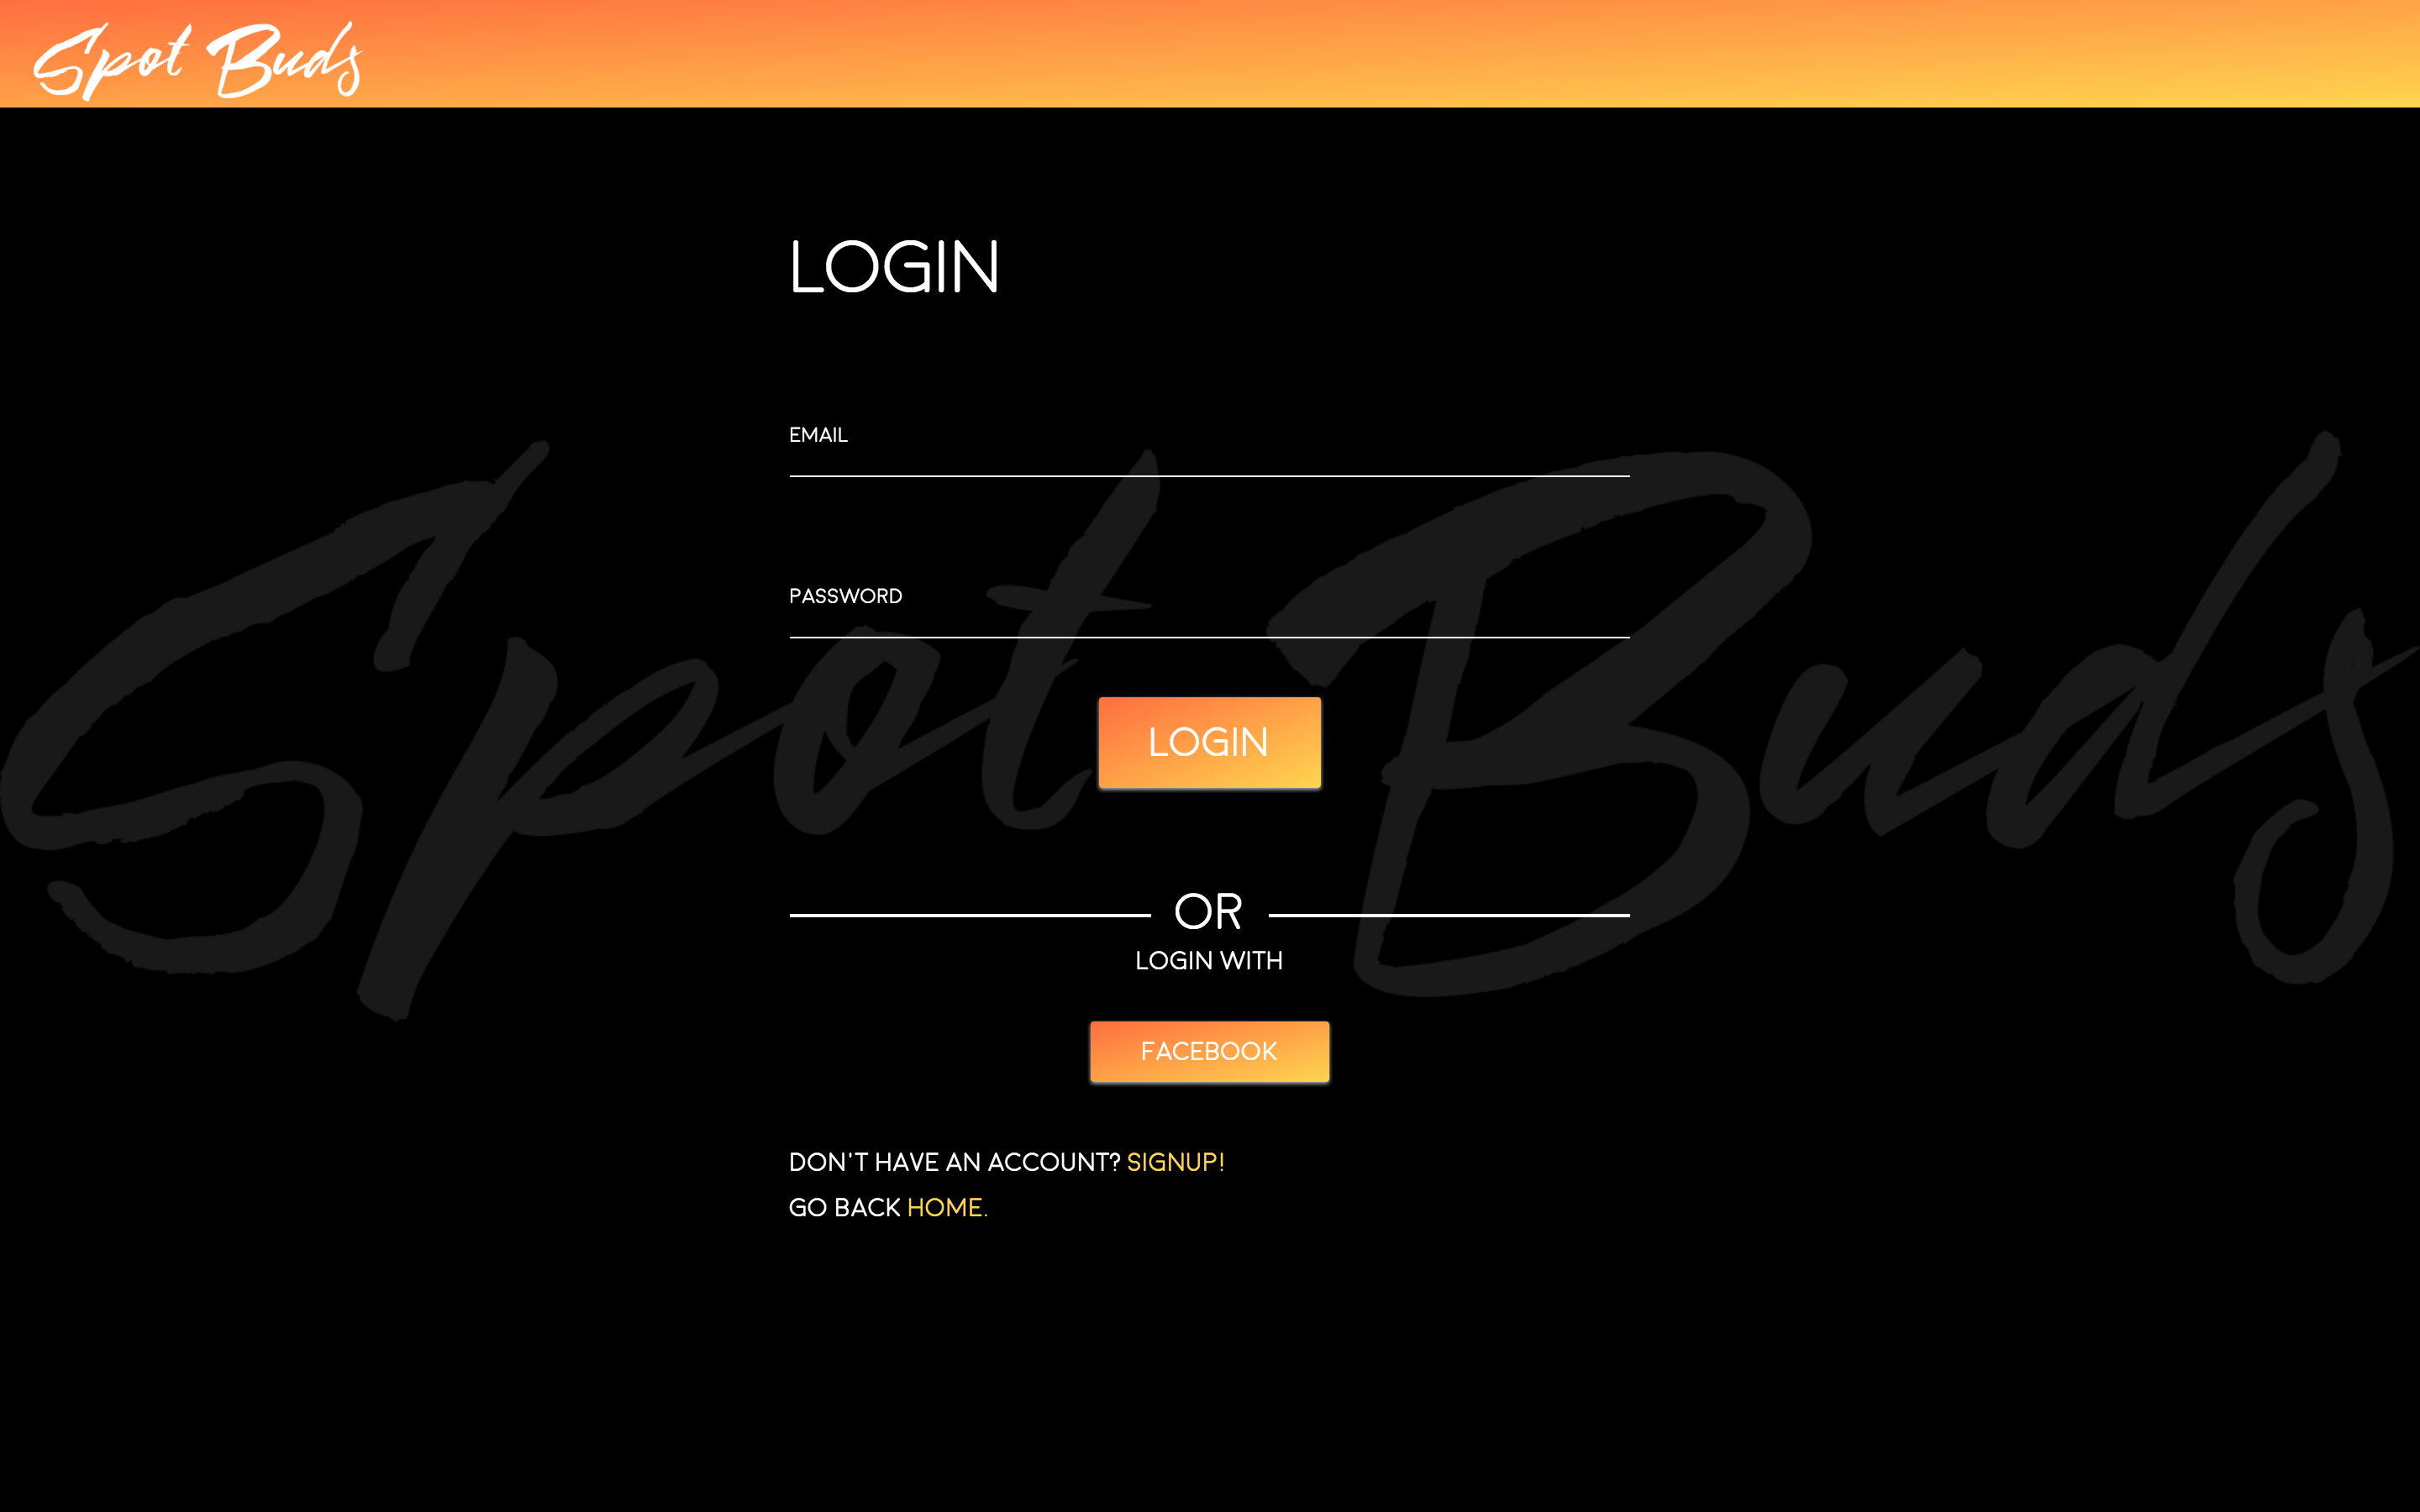 Spot Buds
LOGIN
EMAIL
PASSWORD
Spot Buds
LOGIN
OR
LOGIN WITH
FACEBOOK
DON'T HAVE AN ACCOUNT? SIGNUP!
GO BACK HOME.